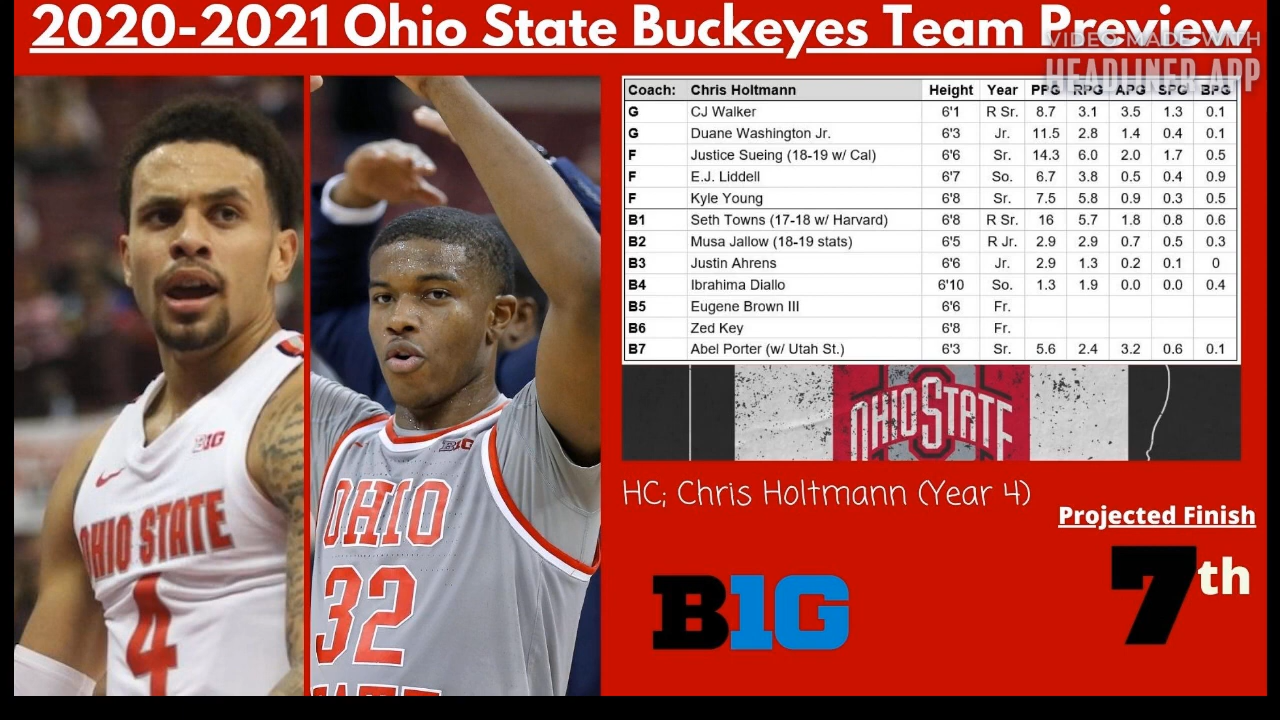 2020-2021 Ohio State Buckeyes Team Preview
VIDEO MADE WITH
HEADLINER APP
Coach: Chris Holtmann Height Year PPG RPG APG SPG BPG
G CJ Walker 6'1 R Sr. 8.7 3.1 3.5 1.3 0.1
G Duane Washington Jr. 6'3 Jr. 11.5 2.8 1.4 0.4 0.1
F Justice Sueing (18-19 w/ Cal) 6'6 Sr. 14.3 6.0 2.0 1.7 0.5
F E.J. Liddell 6'7 So. 6.7 3.8 0.5 0.4 0.9
F Kyle Young 6'8 Sr. 7.5 5.8 0.9 0.3 0.5
B1 Seth Towns (17-18 w/ Harvard) 6'8 R Sr. 16 5.7 1.8 0.8 0.6
B2 Musa Jallow (18-19 stats) 6'5 R Jr. 2.9 2.9 0.7 0.5 0.3
B3 Justin Ahrens 6'6 Jr. 2.9 1.3 0.2 0.1 0
B4 Ibrahima Diallo 6'10 So. 1.3 1.9 0.0 0.0 0.4
B5 Eugene Brown III 6'6 Fr.
B6 Zed Key 6'8 Fr.
B7 Abel Porter (w/ Utah St.) 6'3 Sr. 5.6 2.4 3.2 0.6 0.1
OHIO STATE
HC; Chris Holtmann (Year 4)
Projected Finish
7th
B1G
B1G
OHIO STATE
4
B1G
OHIO
32